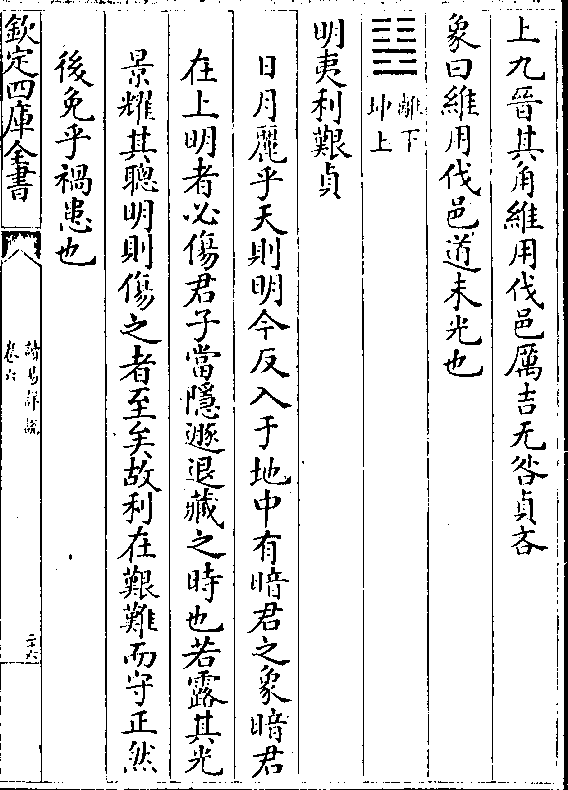 上九晉其角維用伐邑厲吉无咎貞吝
象曰維用伐邑道未光也
離下
坤上
明夷利艱貞
日月麗乎天則明今反入于地中有暗君之象暗君
在上明者必傷君子當隱遯退藏之時也若露其光
景耀其聰明則傷之者至矣故利在艱難而守正然
後免乎禍患也
欽定四庫全書
讀易詳說
卷六
二十六